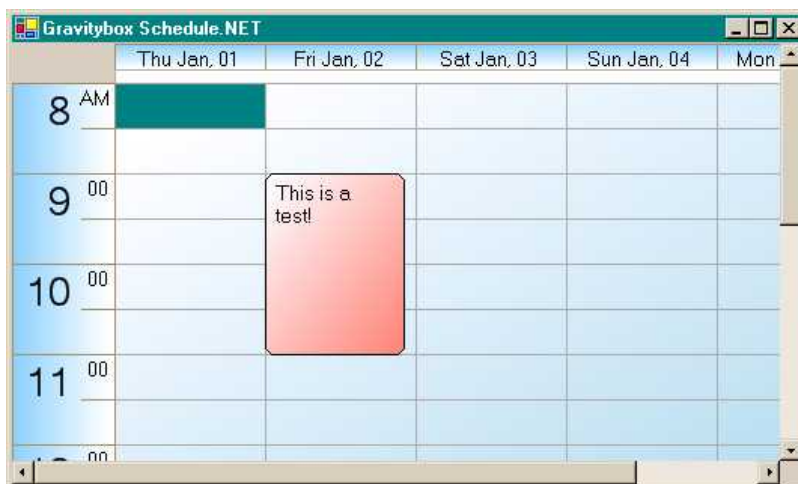 Gravitybox Schedule.NET
Thu Jan, 01 Fri Jan, 02 Sat Jan, 03 Sun Jan, 04 Mon
8 AM
9 00
This is a
test!
10 00
11 00
00